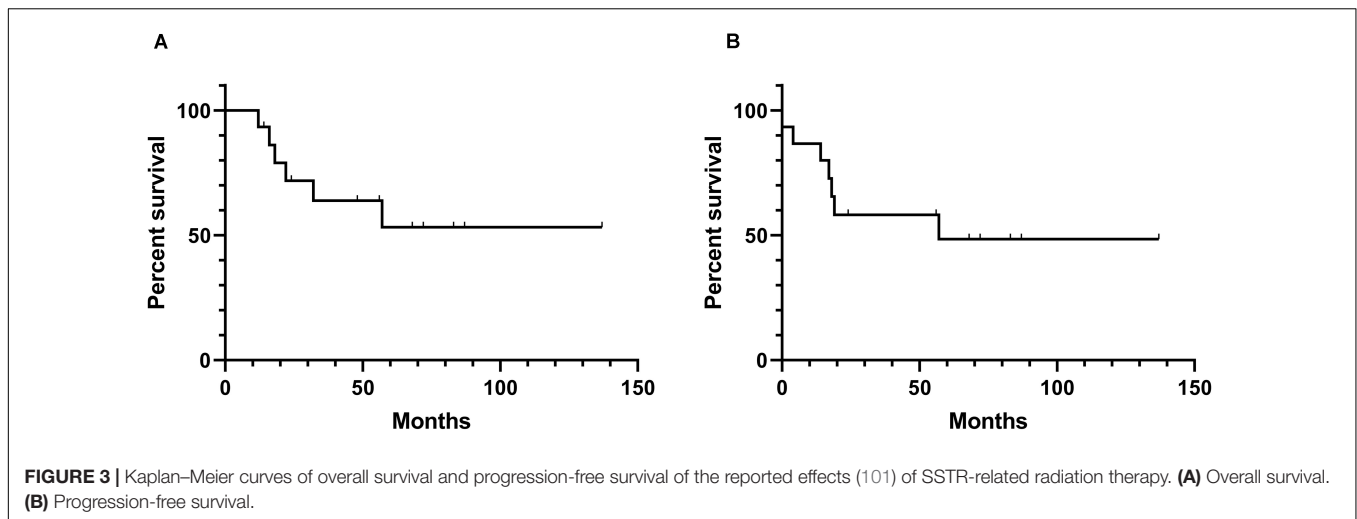 A
B
Percent survival
100
50
0
0 50 100 150
Months
Percent survival
100
50
0
0 50 100 150
Months
FIGURE 3 | Kaplan–Meier curves of overall survival and progression-free survival of the reported effects (101) of SSTR-related radiation therapy. (A) Overall survival.
(B) Progression-free survival.